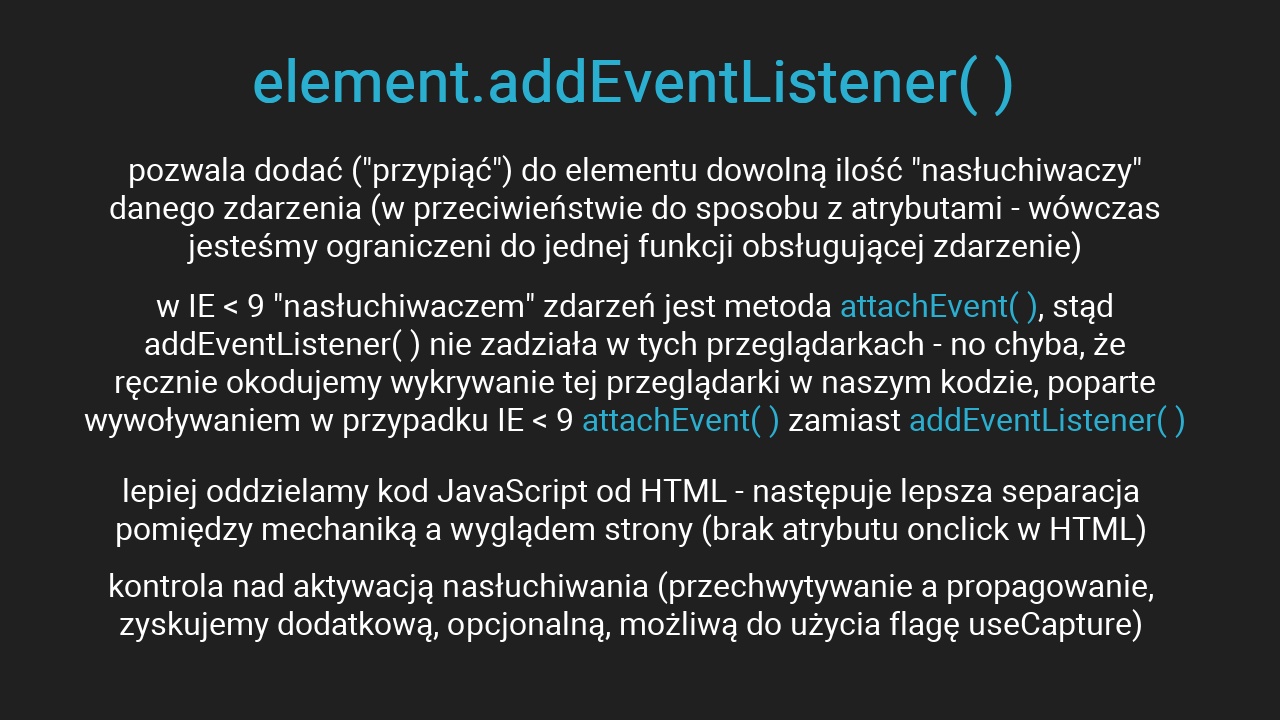 element.addEventListener( )
pozwala dodać ("przypiąć") do elementu dowolną ilość "nasłuchiwaczy"
danego zdarzenia (w przeciwieństwie do sposobu z atrybutami - wówczas
jesteśmy ograniczeni do jednej funkcji obsługującej zdarzenie)
w IE < 9 "nasłuchiwaczem" zdarzeń jest metoda attachEvent( ), stąd
addEventListener( ) nie zadziała w tych przeglądarkach - no chyba, że
ręcznie okodujemy wykrywanie tej przeglądarki w naszym kodzie, poparte
wywoływaniem w przypadku IE < 9 attachEvent( ) zamiast addEventListener( )
lepiej oddzielamy kod JavaScript od HTML - następuje lepsza separacja
pomiędzy mechaniką a wyglądem strony (brak atrybutu onclick w HTML)
kontrola nad aktywacją nasłuchiwania (przechwytywanie a propagowanie,
zyskujemy dodatkową, opcjonalną, możliwą do użycia flagę useCapture)